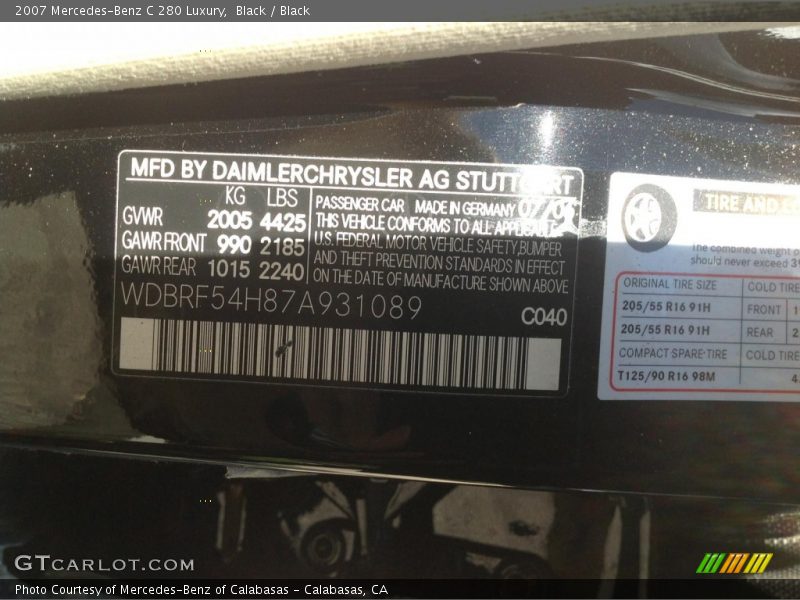 2007 Mercedes-Benz C 280 Luxury, Black / Black
MFD BY DAIMLERCHRYSLER AG STUTTGART
KG LBS
GVWR 2005 4425
GAWR FRONT 990 2185
GAWR REAR 1015 2240
PASSENGER CAR MADE IN GERMANY
THIS VEHICLE CONFORMS TO ALL APPLICABLE
U.S. FEDERAL MOTOR VEHICLE SAFETY, BUMPER
AND THEFT PREVENTION STANDARDS IN EFFECT
ON THE DATE OF MANUFACTURE SHOWN ABOVE
WDBRF54H87A931089
C040
TIRE AND
The combined weight
should never exceed
ORIGINAL TIRE SIZE COLD TIRE
205/55 R16 91H FRONT
205/55 R16 91H REAR
COMPACT SPARE-TIRE COLD TIRE
T125/90 R16 98M
GTCARLOT.COM
Photo Courtesy of Mercedes-Benz of Calabasas - Calabasas, CA